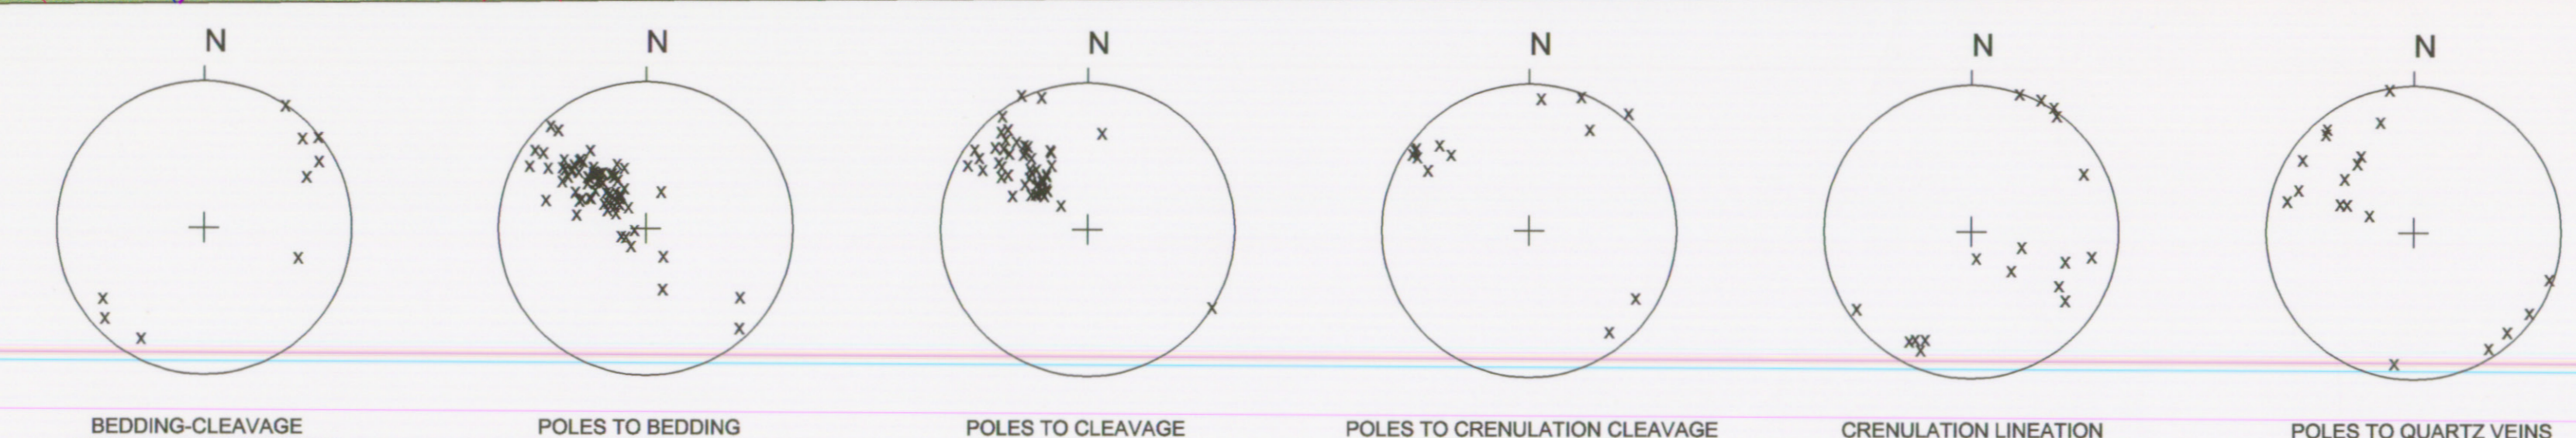 N N N N N N
BEDDING-CLEAVAGE POLES TO BEDDING POLES TO CLEAVAGE POLES TO CRENULATION CLEAVAGE CRENULATION LINEATION POLES TO QUARTZ VEINS